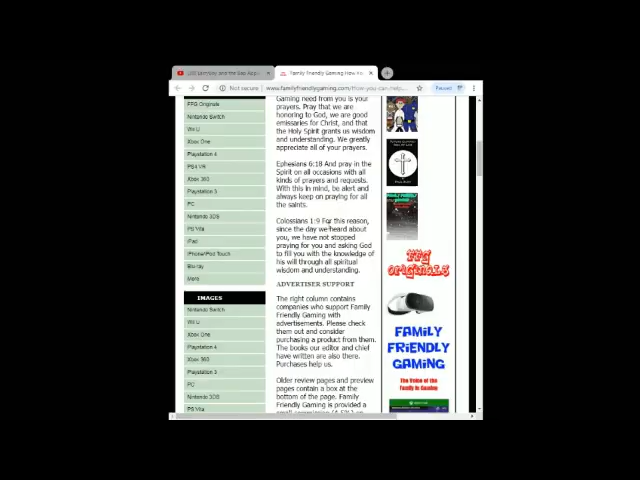 Family Friendly Gaming How
Not secure
www.familyfriendlygaming.com/
Paused
FFG Originals
Nintendo Switch
Wii U
Xbox One
Playstation 4
PS4 VR
Xbox 360
Playstation 3
PC
Nintendo 3DS
PS Vita
iPad
iPhone/iPod Touch
Blu-ray
More
IMAGES
Nintendo Switch
Wii U
Xbox One
Playstation 4
Xbox 360
Playstation 3
PC
Nintendo 3DS
PS Vita
Gaming need from you is your
prayers. Pray that we are
honoring to God, we are good
emissaries for Christ, and that
the Holy Spirit grants us wisdom
and understanding. We greatly
appreciate all of your prayers.
Ephesians 6:18 And pray in the
Spirit on all occasions with all
kinds of prayers and requests.
With this in mind, be alert and
always keep on praying for all
the saints.
Colossians 1:9 For this reason,
since the day we heard about
you, we have not stopped
praying for you and asking God
to fill you with the knowledge of
his will through all spiritual
wisdom and understanding.
ADVERTISER SUPPORT
The right column contains
companies who support Family
Friendly Gaming with
advertisements. Please check
them out and consider
purchasing a product from them.
The books our editor and chief
have written are also there.
Purchases help us.
Older review pages and preview
pages contain a box at the
bottom of the page. Family
Friendly Gaming is provided a
FFG
ORIGINALS
FAMILY
FRIENDLY
GAMING
The Voice of the
Family in Gaming